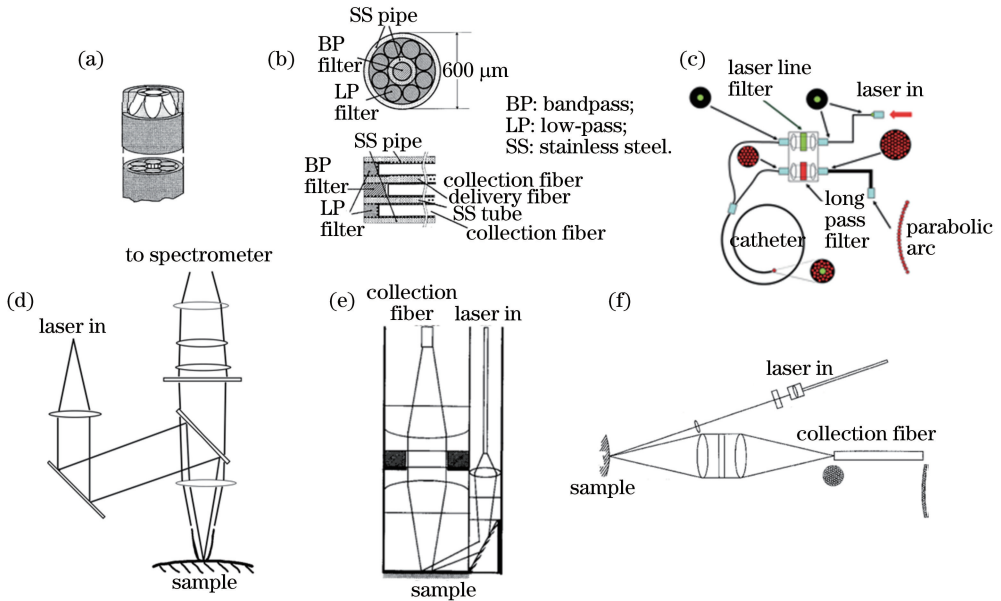 (a)
(b)
SS pipe
BP
filter
LP
filter
600 μm
BP: bandpass;
LP: low-pass;
SS: stainless steel.
SS pipe
BP
filter
LP
filter
collection fiber
delivery fiber
SS tube
collection fiber
(c)
laser line
filter
laser in
catheter
long
pass
filter
parabolic
arc
(d)
to spectrometer
laser in
sample
(e)
collection
fiber
laser in
sample
(f)
laser in
collection fiber
sample